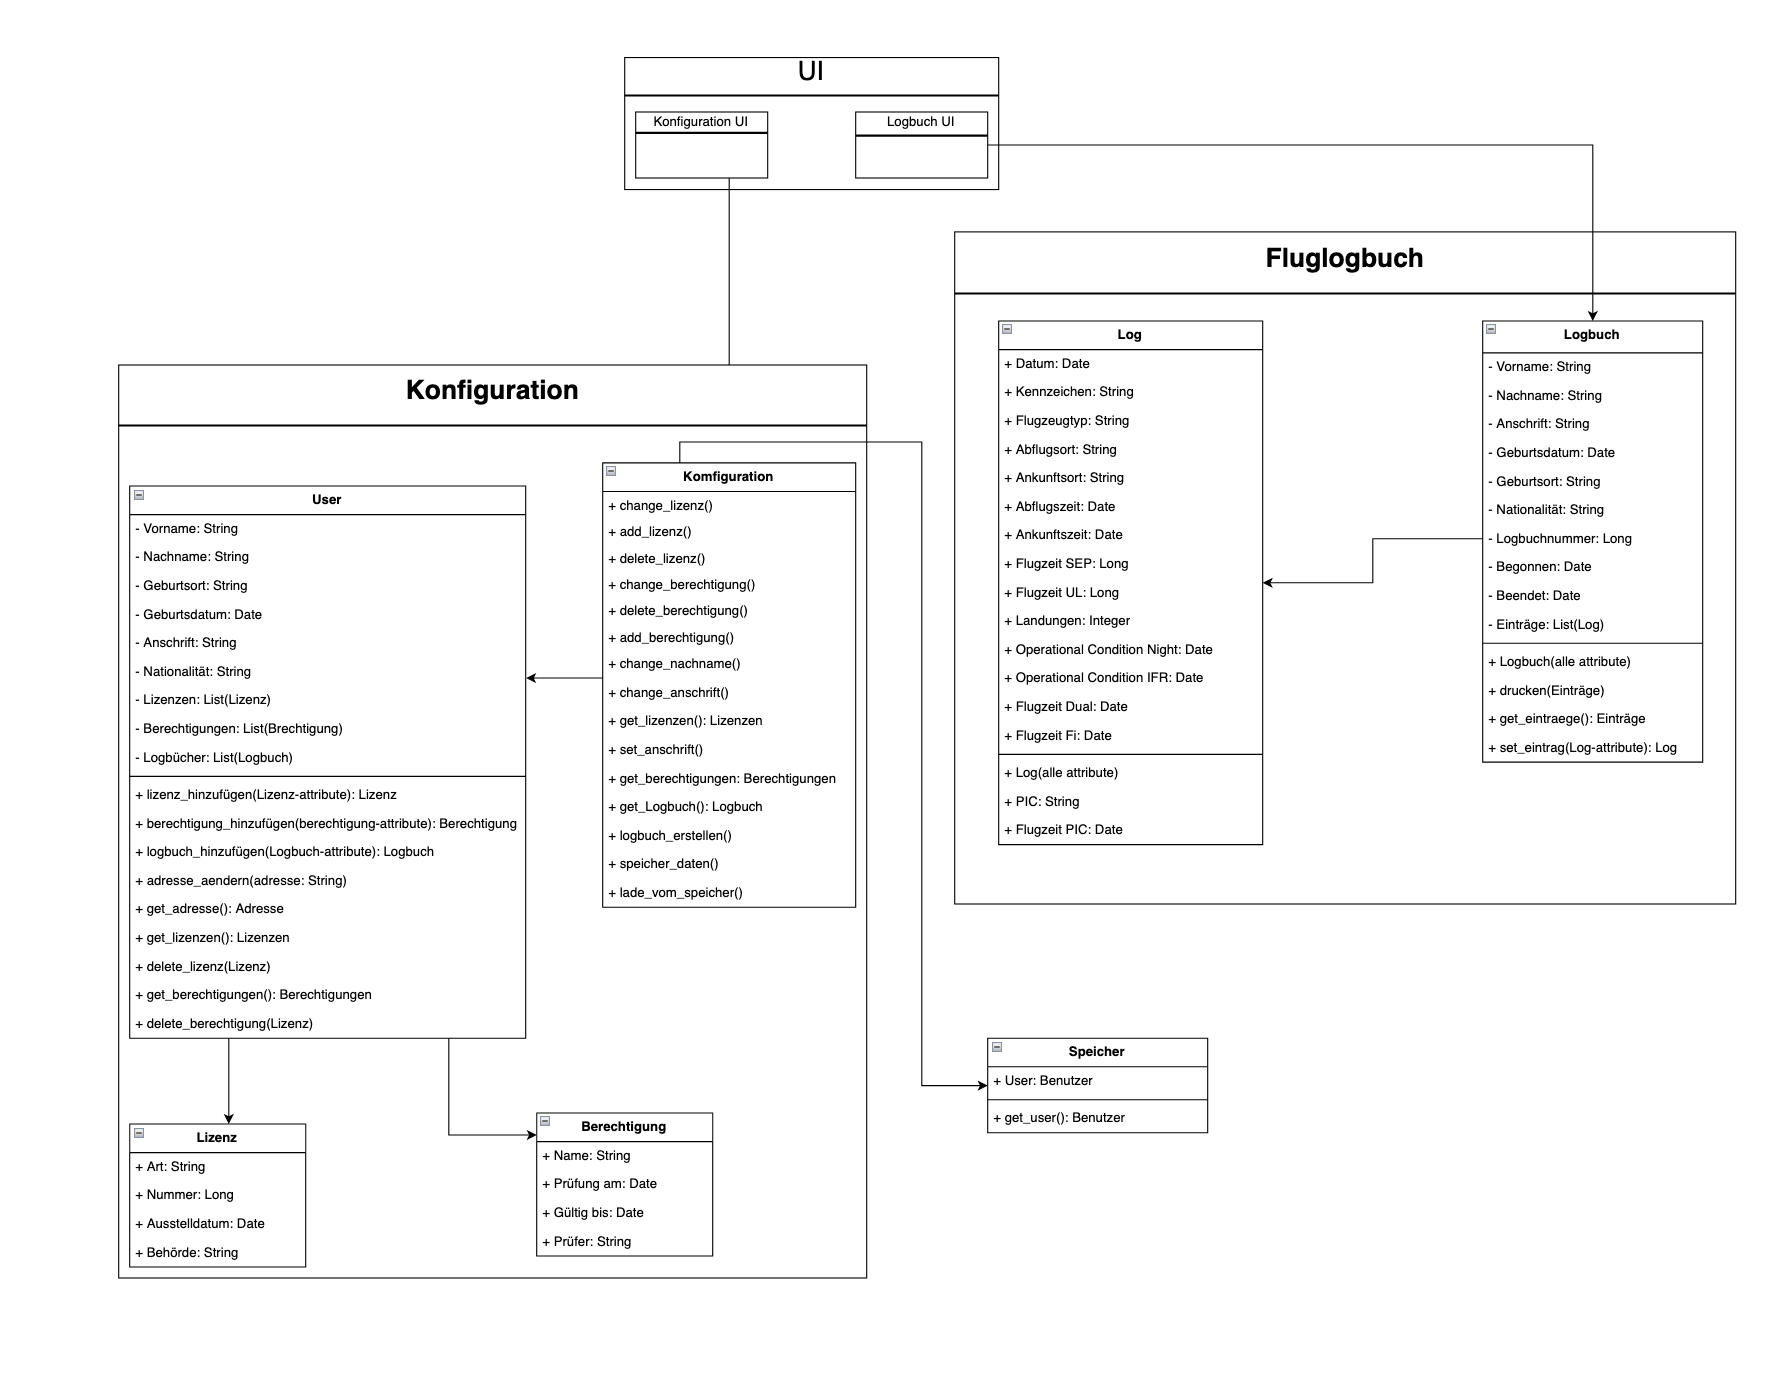 UI
Konfiguration UI
Logbuch UI
Fluglogbuch
Log
+ Datum: Date
+ Kennzeichen: String
+ Flugzeugtyp: String
+ Abflugsort: String
+ Ankunftsort: String
+ Abflugszeit: Date
+ Ankunftszeit: Date
+ Flugzeit SEP: Long
+ Flugzeit UL: Long
+ Landungen: Integer
+ Operational Condition Night: Date
+ Operational Condition IFR: Date
+ Flugzeit Dual: Date
+ Flugzeit Fi: Date
+ Log(alle attribute)
+ PIC: String
+ Flugzeit PIC: Date
Logbuch
- Vorname: String
- Nachname: String
- Anschrift: String
- Geburtsdatum: Date
- Geburtsort: String
- Nationalität: String
- Logbuchnummer: Long
- Begonnen: Date
- Beendet: Date
- Einträge: List(Log)
+ Logbuch(alle attribute)
+ drucken(Einträge)
+ get_eintraege(): Einträge
+ set_eintrag(Log-attribute): Log
Konfiguration
User
- Vorname: String
- Nachname: String
- Geburtsort: String
- Geburtsdatum: Date
- Anschrift: String
- Nationalität: String
- Lizenzen: List(Lizenz)
- Berechtigungen: List(Brechtigung)
- Logbücher: List(Logbuch)
+ lizenz_hinzufügen(Lizenz-attribute): Lizenz
+ berechtigung_hinzufügen(berechtigung-attribute): Berechtigung
+ logbuch_hinzufügen(Logbuch-attribute): Logbuch
+ adresse_aendern(adresse: String)
+ get_adresse(): Adresse
+ get_lizenzen(): Lizenzen
+ delete_lizenz(Lizenz)
+ get_berechtigungen(): Berechtigungen
+ delete_berechtigung(Lizenz)
Komfiguration
+ change_lizenz()
+ add_lizenz()
+ delete_lizenz()
+ change_berechtigung()
+ delete_berechtigung()
+ add_berechtigung()
+ change_nachname()
+ change_anschrift()
+ get_lizenzen(): Lizenzen
+ set_anschrift()
+ get_berechtigungen: Berechtigungen
+ get_Logbuch(): Logbuch
+ logbuch_erstellen()
+ speicher_daten()
+ lade_vom_speicher()
Lizenz
+ Art: String
+ Nummer: Long
+ Ausstelldatum: Date
+ Behörde: String
Berechtigung
+ Name: String
+ Prüfung am: Date
+ Gültig bis: Date
+ Prüfer: String
Speicher
+ User: Benutzer
+ get_user(): Benutzer